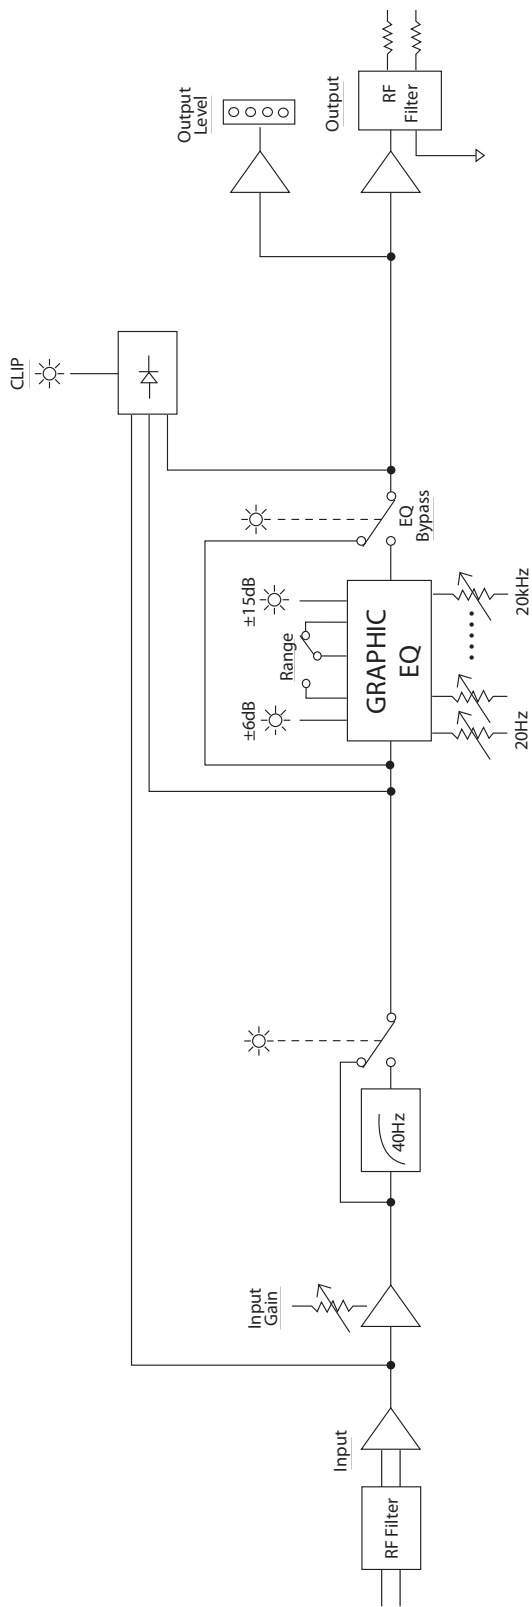 RF Filter
Input
Input
Gain
40Hz
±6dB
Range
±15dB
GRAPHIC
EQ
20Hz
20kHz
EQ
Bypass
CLIP
Output
Level
Output
RF
Filter